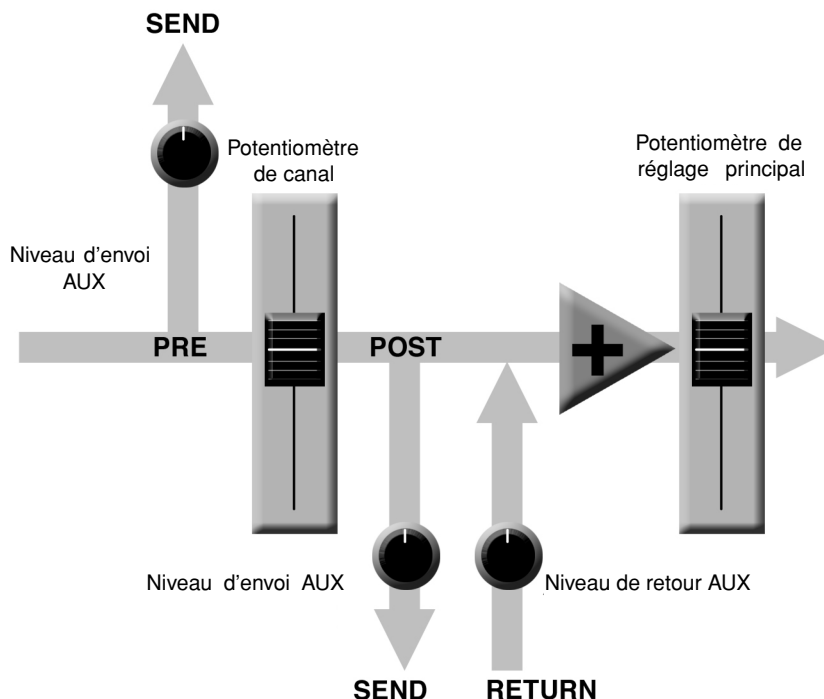 SEND
Potentiomètre
de canal
Potentiomètre de
réglage principal
Niveau d'envoi
AUX
PRE
POST
Niveau d'envoi AUX
Niveau de retour AUX
SEND
RETURN